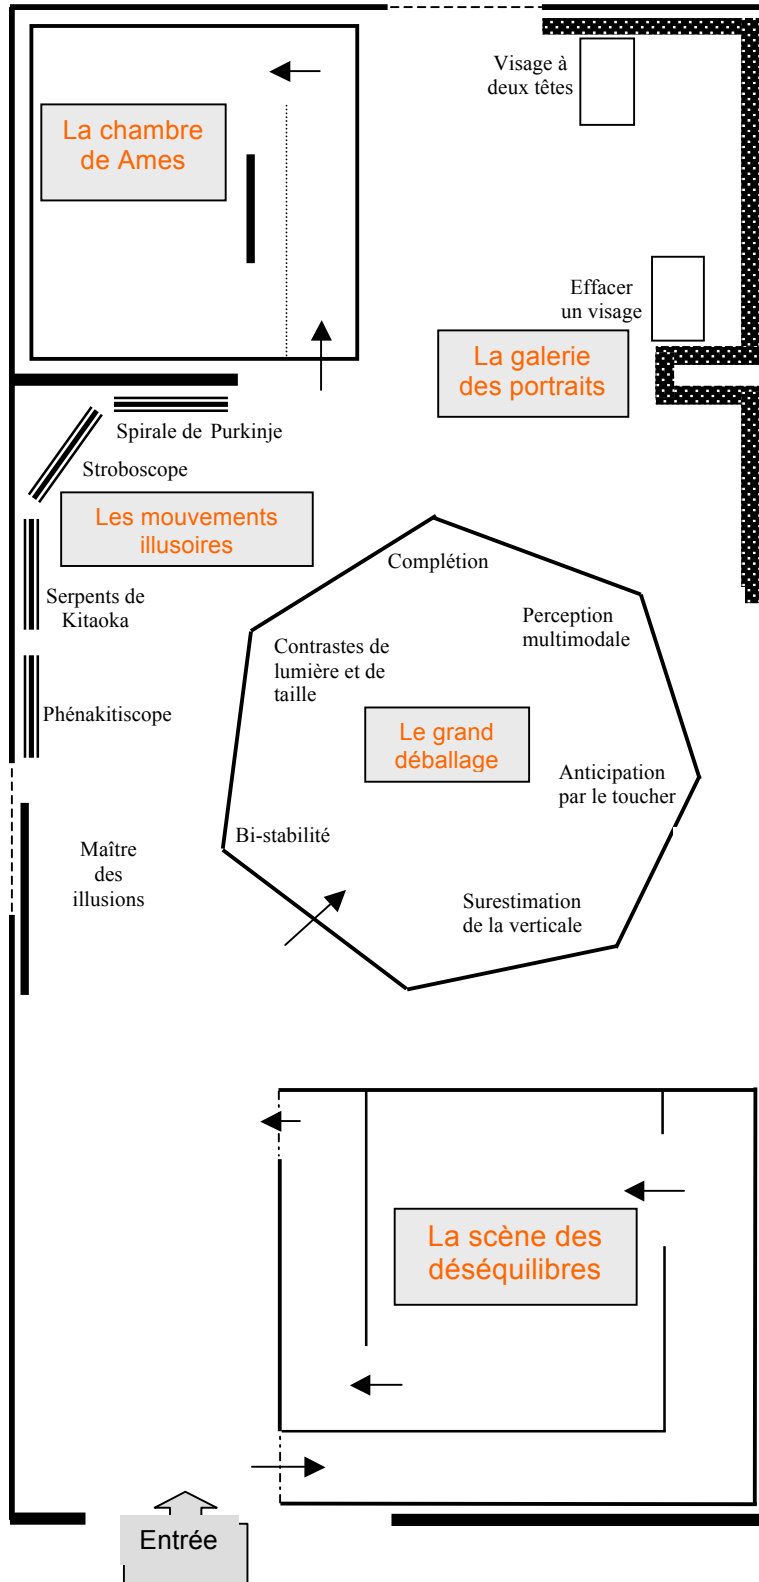 Visage à
deux têtes
La chambre
de Ames
Effacer
un visage
La galerie
des portraits
Spirale de Purkinje
Stroboscope
Les mouvements
illusoires
Complétion
Serpents de
Kitaoka
Perception
multimodale
Contrastes de
lumière et de
taille
Phénakitiscope
Le grand
déballage
Anticipation
par le toucher
Bi-stabilité
Maître
des
illusions
Surestimation
de la verticale
La scène des
déséquilibres
Entrée